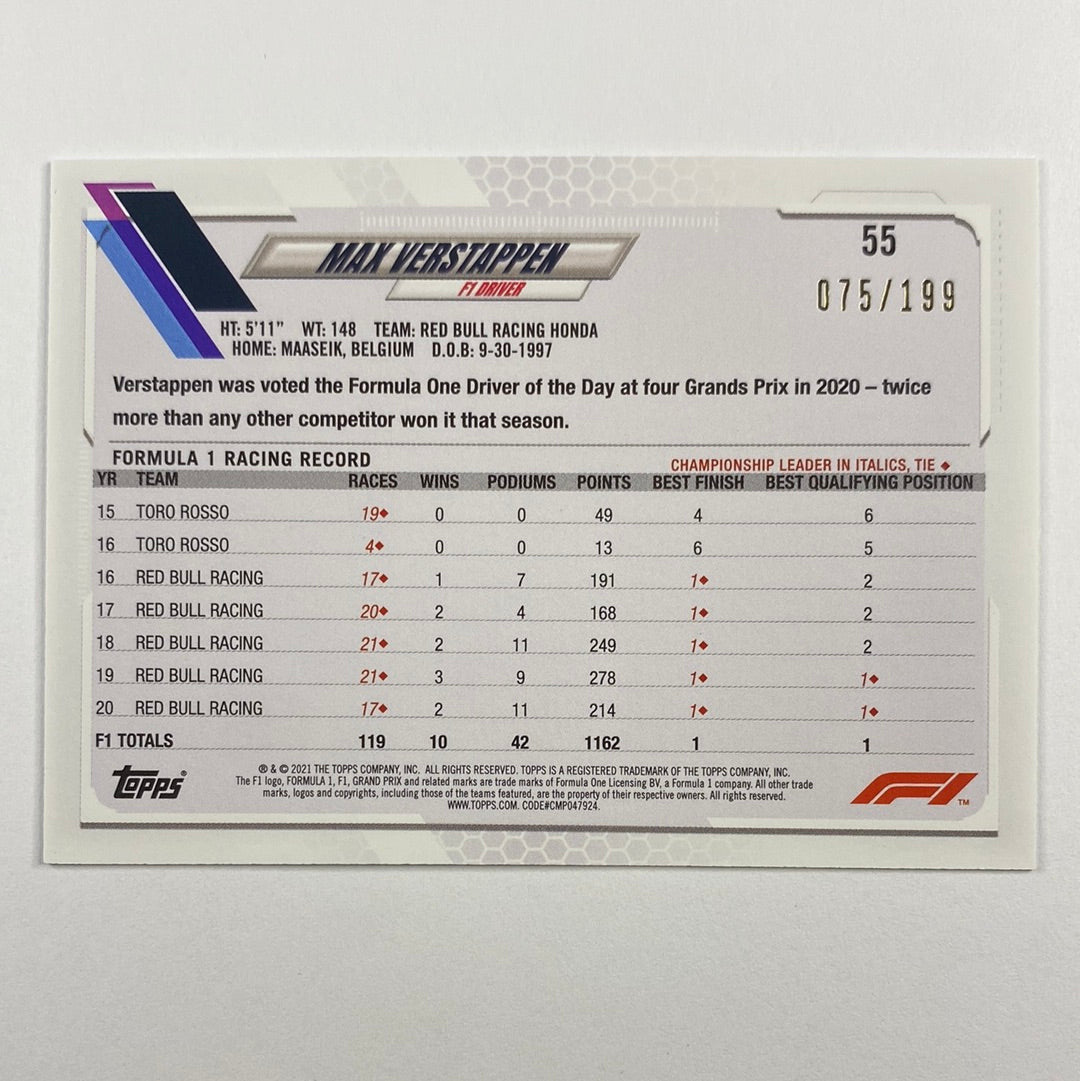 55
075/199
MAX VERSTAPPEN
F1 DRIVER
HT: 5'11" WT: 148 TEAM: RED BULL RACING HONDA
HOME: MAASEIK, BELGIUM D.O.B: 9-30-1997
Verstappen was voted the Formula One Driver of the Day at four Grands Prix in 2020 – twice
more than any other competitor won it that season.
FORMULA 1 RACING RECORD
CHAMPIONSHIP LEADER IN ITALICS, TIE ♦
YR TEAM RACES WINS PODIUMS POINTS BEST FINISH BEST QUALIFYING POSITION
15 TORO ROSSO 19♦ 0 0 49 4 6
16 TORO ROSSO 4♦ 0 0 13 6 5
16 RED BULL RACING 17♦ 1 7 191 1♦ 2
17 RED BULL RACING 20♦ 2 4 168 1♦ 2
18 RED BULL RACING 21♦ 2 11 249 1♦ 2
19 RED BULL RACING 21♦ 3 9 278 1♦ 1♦
20 RED BULL RACING 17♦ 2 11 214 1♦ 1♦
F1 TOTALS 119 10 42 1162 1 1
topps®
® & © 2021 THE TOPPS COMPANY, INC. ALL RIGHTS RESERVED. TOPPS IS A REGISTERED TRADEMARK OF THE TOPPS COMPANY, INC.
The F1 logo, FORMULA 1, F1, GRAND PRIX and related marks are trade marks of Formula One Licensing BV, a Formula 1 company. All other trade
marks, logos and copyrights, including those of the teams featured, are the property of their respective owners. All rights reserved.
WWW.TOPPS.COM. CODE#CMP047924.
F1™